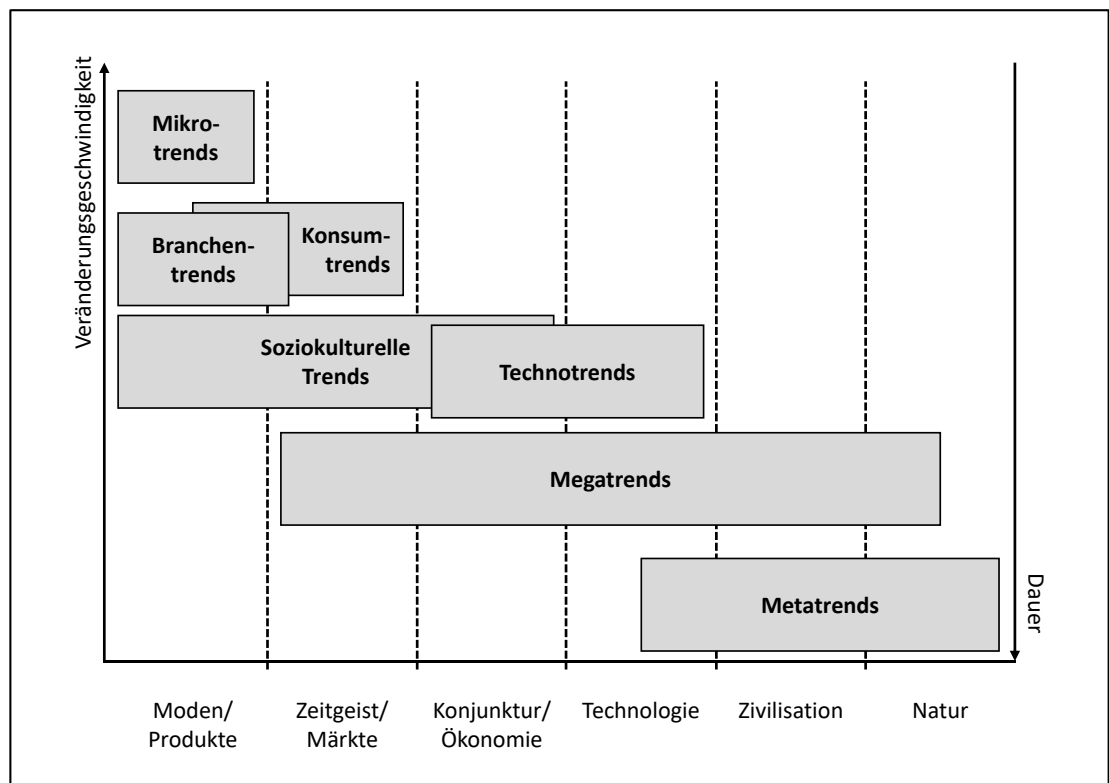 Veränderungsgeschwindigkeit
Mikro-
trends
Branchen-
trends
Konsum-
trends
Soziokulturelle
Trends
Technotrends
Megatrends
Metatrends
Dauer
Moden/
Produkte
Zeitgeist/
Märkte
Konjunktur/
Ökonomie
Technologie
Zivilisation
Natur